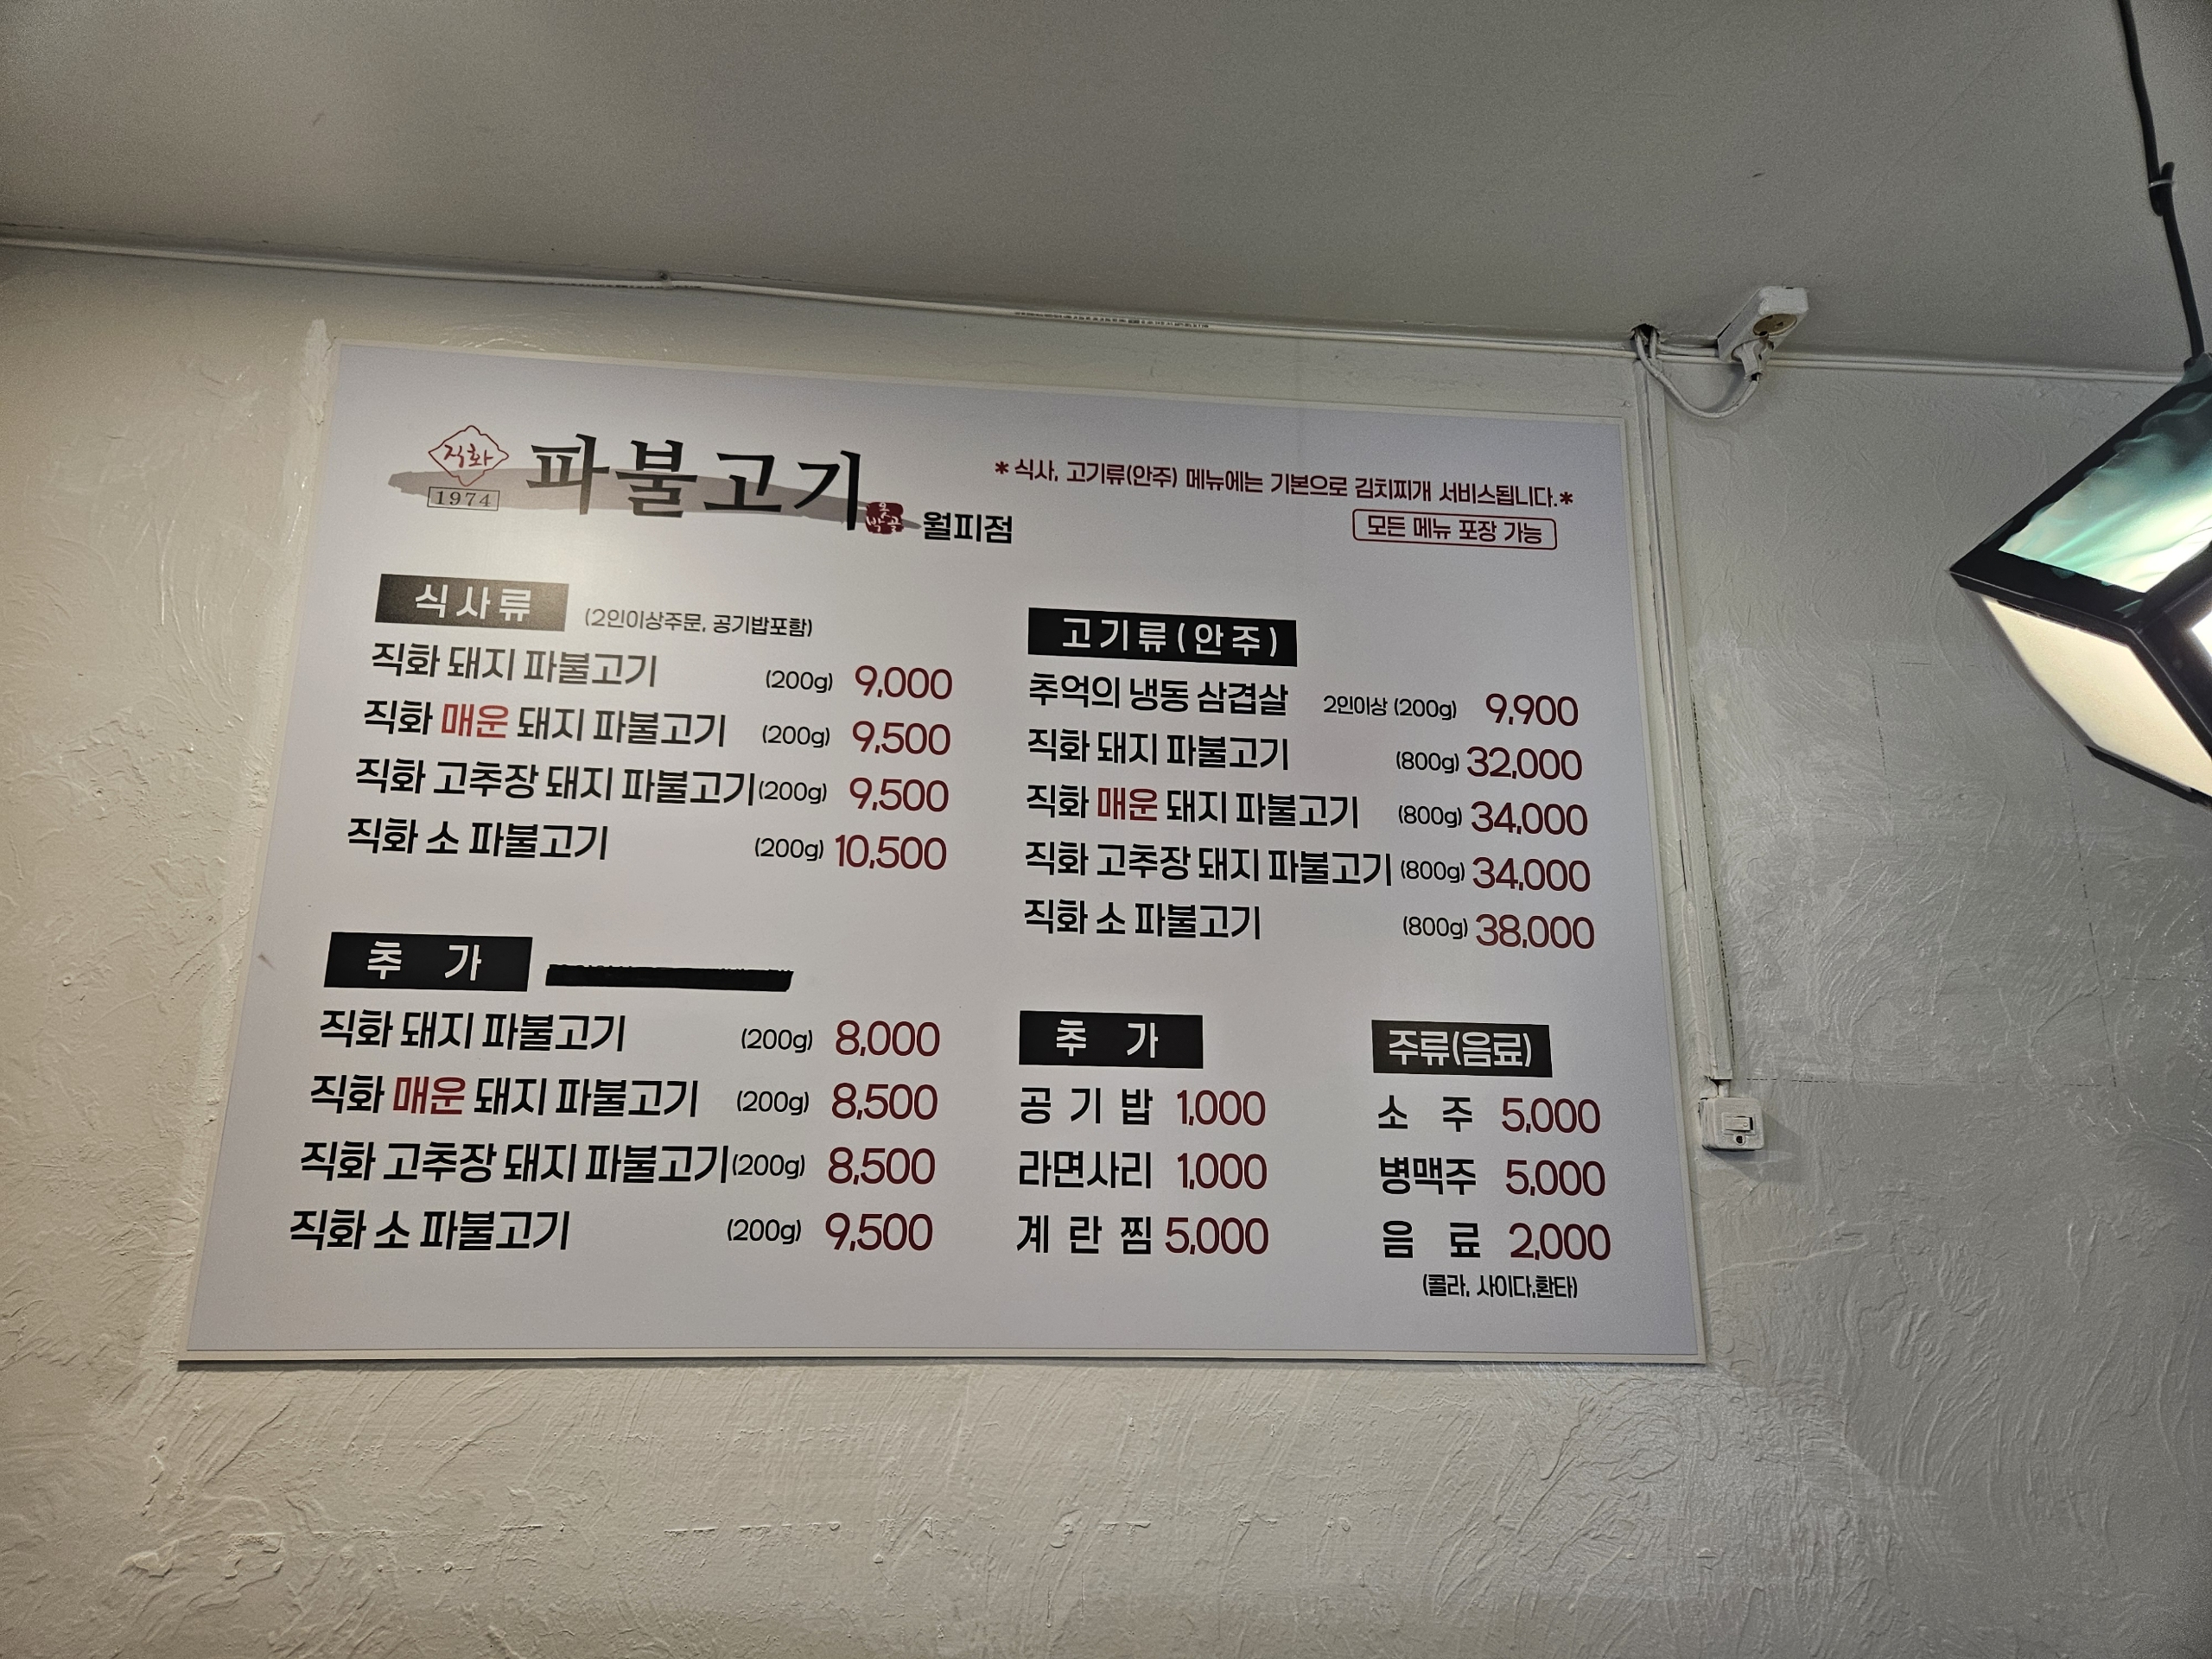 직화
1974
파불고기
월피점
*식사, 고기류(안주) 메뉴에는 기본으로 김치찌개 서비스됩니다.*
모든 메뉴 포장 가능
식사류 (2인이상주문, 공기밥포함)
직화 돼지 파불고기 (200g) 9,000
직화 매운 돼지 파불고기 (200g) 9,500
직화 고추장 돼지 파불고기 (200g) 9,500
직화 소 파불고기 (200g) 10,500
고기류(안주)
추억의 냉동 삼겹살 2인이상 (200g) 9,900
직화 돼지 파불고기 (800g) 32,000
직화 매운 돼지 파불고기 (800g) 34,000
직화 고추장 돼지 파불고기 (800g) 34,000
직화 소 파불고기 (800g) 38,000
추 가
직화 돼지 파불고기 (200g) 8,000
직화 매운 돼지 파불고기 (200g) 8,500
직화 고추장 돼지 파불고기 (200g) 8,500
직화 소 파불고기 (200g) 9,500
추 가
공 기 밥 1,000
라면사리 1,000
계 란 찜 5,000
주류(음료)
소 주 5,000
병맥주 5,000
음 료 2,000
(콜라, 사이다,환타)